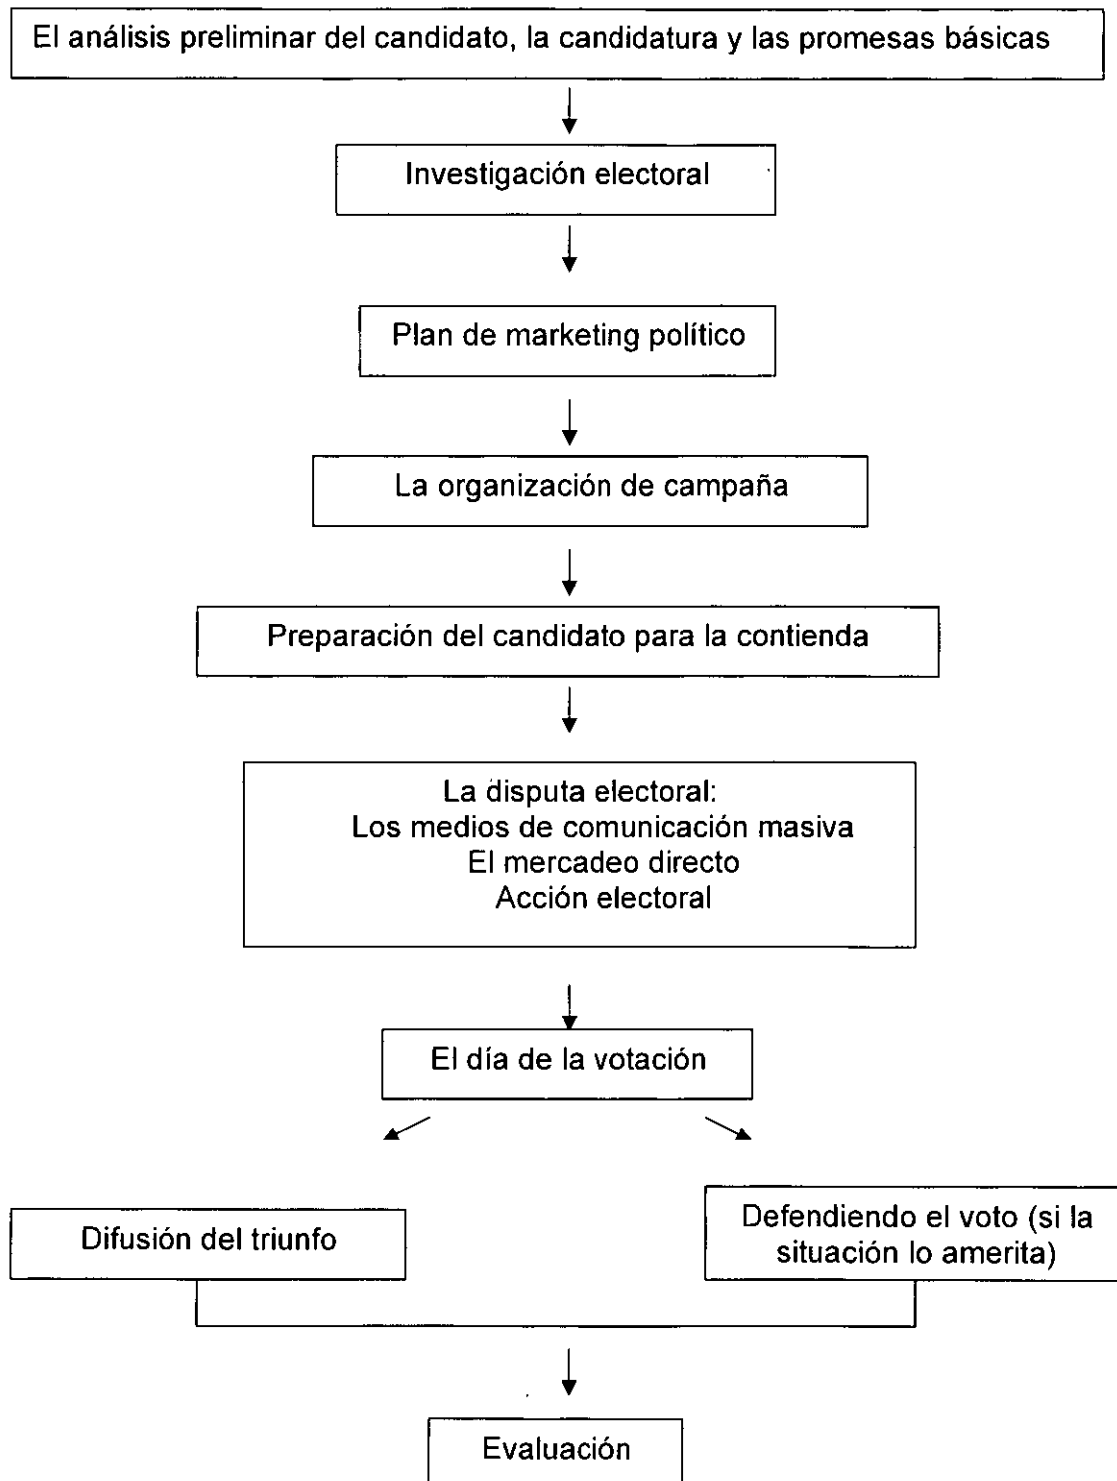 El análisis preliminar del candidato, la candidatura y las promesas básicas
Investigación electoral
Plan de marketing político
La organización de campaña
Preparación del candidato para la contienda
La disputa electoral:
Los medios de comunicación masiva
El mercadeo directo
Acción electoral
El día de la votación
Difusión del triunfo
Defendiendo el voto (si la
situación lo amerita)
Evaluación